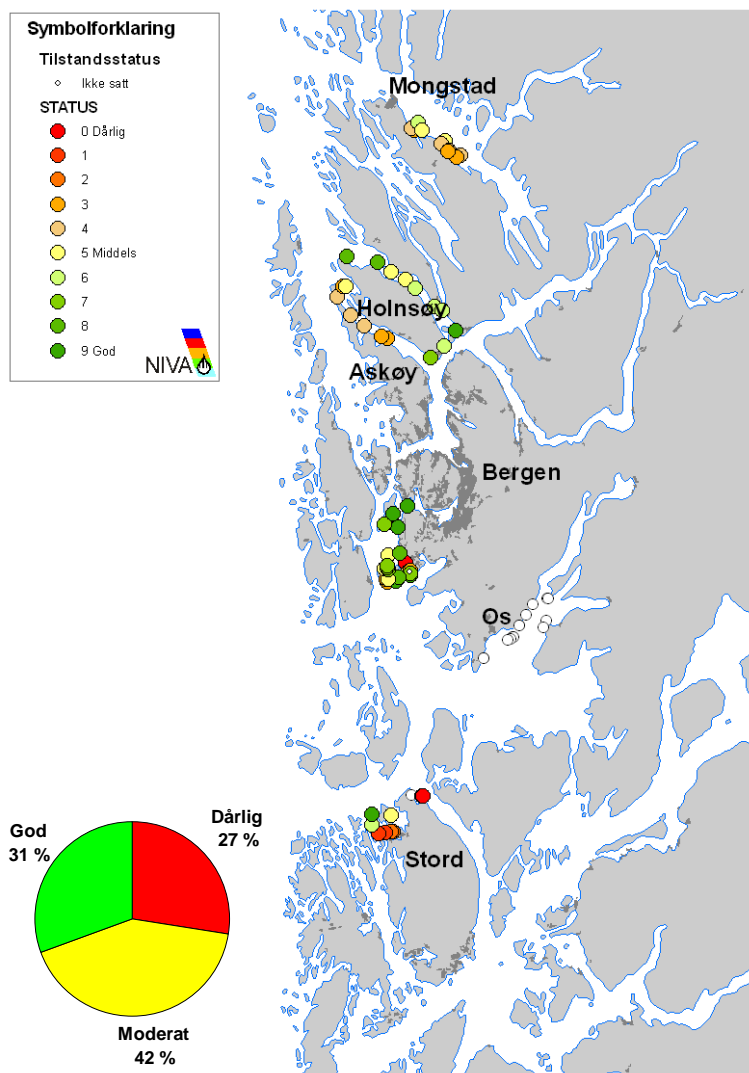 Symbolforklaring
Tilstandsstatus
Ikke satt
STATUS
0 Dårlig
1
2
3
4
5 Middels
6
7
8
9 God
NIVA
Mongstad
Holnsøy
Askøy
Bergen
Os
Stord
God
31 %
Dårlig
27 %
Moderat
42 %